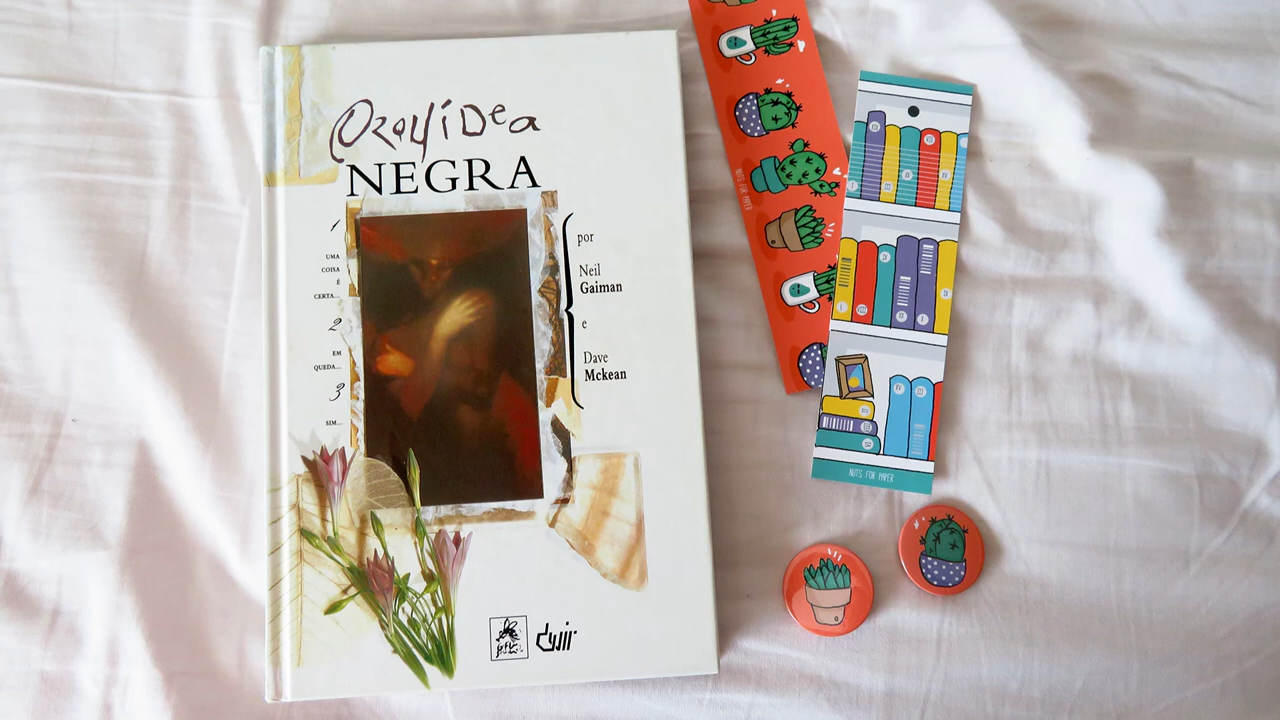 ORQUÍDEA
NEGRA
1
UMA
COISA
É
CERTA...
2
EM
QUEDA...
3
SIM...
por
Neil
Gaiman
e
Dave
Mckean
devir
NUTS FOR PAPER
NUTS FOR PAPER